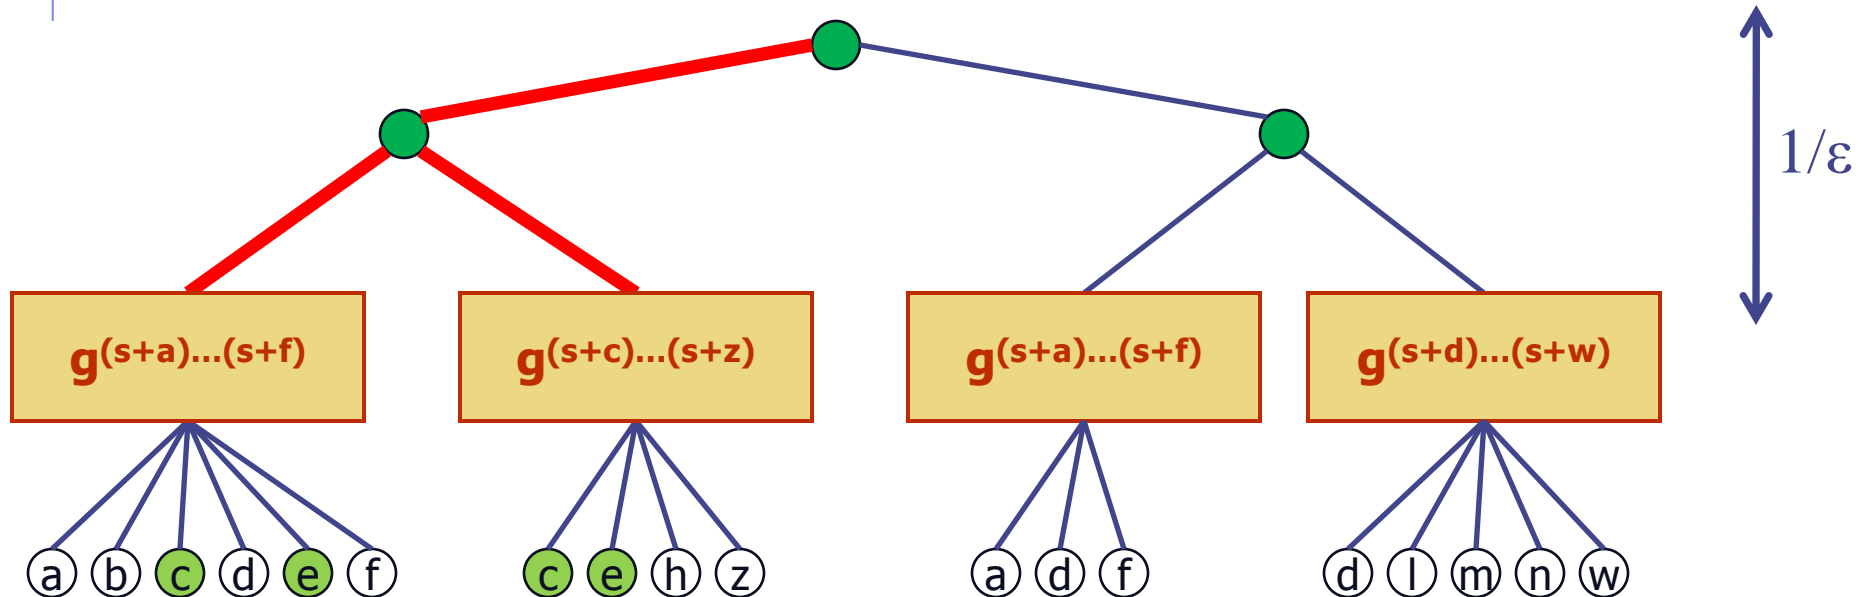 1/ε
g(s+a)...(s+f) g(s+c)...(s+z) g(s+a)...(s+f) g(s+d)...(s+w)
a b c d e f c e h z a d f d l m n w